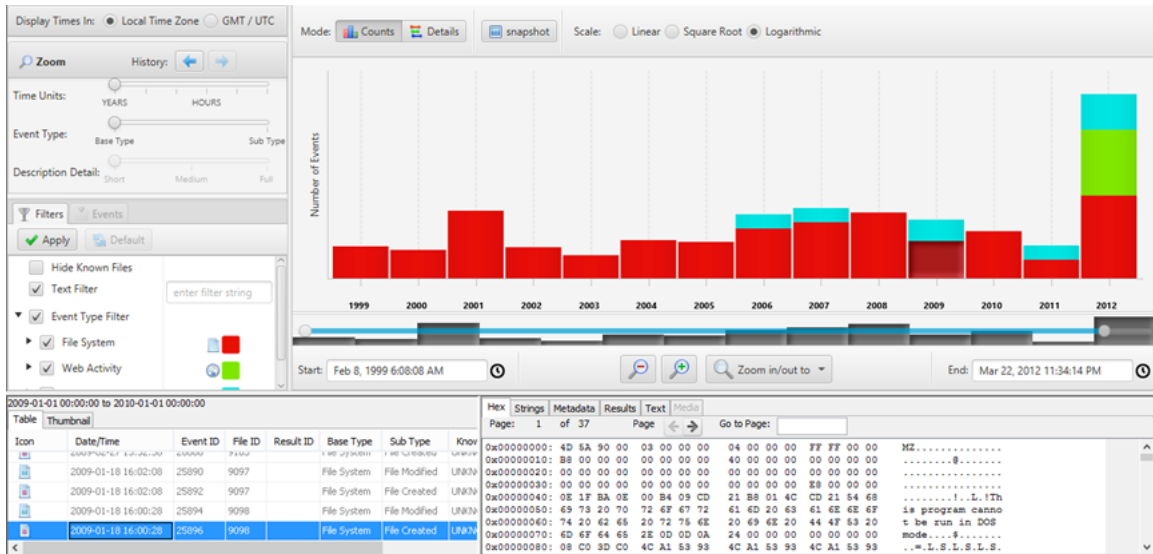 Display Times In: Local Time Zone GMT / UTC
Mode: Counts Details snapshot Scale: Linear Square Root Logarithmic
Zoom History:
Time Units: YEARS HOURS
Event Type: Base Type Sub Type
Description Detail: Short Medium Full
Number of Events
Filters Events
Apply Default
Hide Known Files
Text Filter enter filter string
Event Type Filter
File System
Web Activity
1999 2000 2001 2002 2003 2004 2005 2006 2007 2008 2009 2010 2011 2012
Start: Feb 8, 1999 6:08:08 AM Zoom in/out to End: Mar 22, 2012 11:34:14 PM
2009-01-01 00:00:00 to 2010-01-01 00:00:00
Table Thumbnail
Icon Date/Time Event ID File ID Result ID Base Type Sub Type Know
2009-01-18 16:02:08 25890 9097 File System File Modified UNKN
2009-01-18 16:02:08 25892 9097 File System File Created UNKN
2009-01-18 16:00:28 25894 9098 File System File Modified UNKN
2009-01-18 16:00:28 25896 9098 File System File Created UNKN
Hex Strings Metadata Results Text Media
Page: 1 of 37 Page Go to Page:
0x00000000: 4D 5A 90 00 03 00 00 00 04 00 00 00 FF FF 00 00 MZ..............
0x00000010: B8 00 00 00 00 00 00 00 40 00 00 00 00 00 00 00 ........@.......
0x00000020: 00 00 00 00 00 00 00 00 00 00 00 00 00 00 00 00 ................
0x00000030: 00 00 00 00 00 00 00 00 00 00 00 00 E8 00 00 00 ................
0x00000040: 0E 1F BA 0E 00 B4 09 CD 21 B8 01 4C CD 21 54 68 ........!..L.!Th
0x00000050: 69 73 20 70 72 6F 67 72 61 6D 20 63 61 6E 6E 6F is program canno
0x00000060: 74 20 62 65 20 72 75 6E 20 69 6E 20 44 4F 53 20 t be run in DOS
0x00000070: 6D 6F 64 65 2E 0D 0D 0A 24 00 00 00 00 00 00 00 mode....$.......
0x00000080: 08 C0 3D C0 4C A1 53 93 4C A1 53 93 4C A1 53 93 ..=.L.S.L.S.L.S.